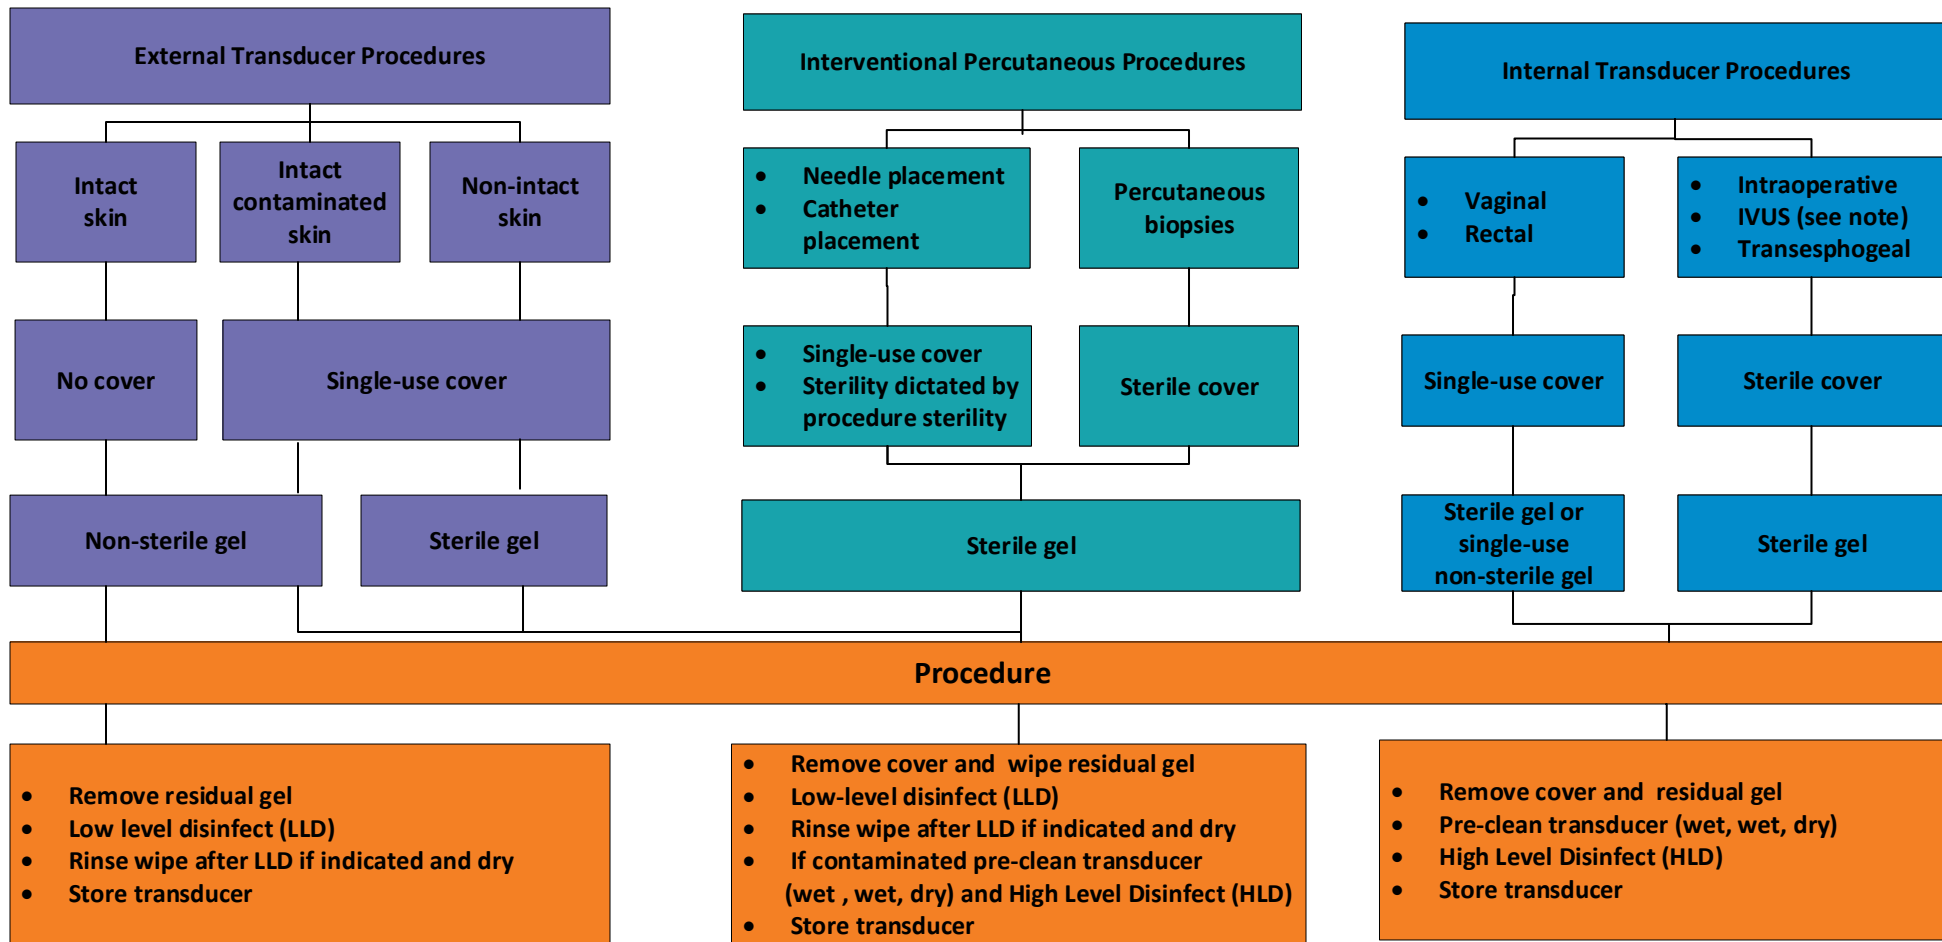 External Transducer Procedures
Interventional Percutaneous Procedures
Internal Transducer Procedures
Intact
skin
Intact
contaminated
skin
Non-intact
skin
• Needle placement
• Catheter
placement
Percutaneous
biopsies
• Vaginal
• Rectal
• Intraoperative
• IVUS (see note)
• Transesphogeal
No cover
Single-use cover
• Single-use cover
• Sterility dictated by
procedure sterility
Sterile cover
Single-use cover
Sterile cover
Non-sterile gel
Sterile gel
Sterile gel
Sterile gel or
single-use
non-sterile gel
Sterile gel
Procedure
• Remove residual gel
• Low level disinfect (LLD)
• Rinse wipe after LLD if indicated and dry
• Store transducer
• Remove cover and wipe residual gel
• Low-level disinfect (LLD)
• Rinse wipe after LLD if indicated and dry
• If contaminated pre-clean transducer
(wet , wet, dry) and High Level Disinfect (HLD)
• Store transducer
• Remove cover and residual gel
• Pre-clean transducer (wet, wet, dry)
• High Level Disinfect (HLD)
• Store transducer